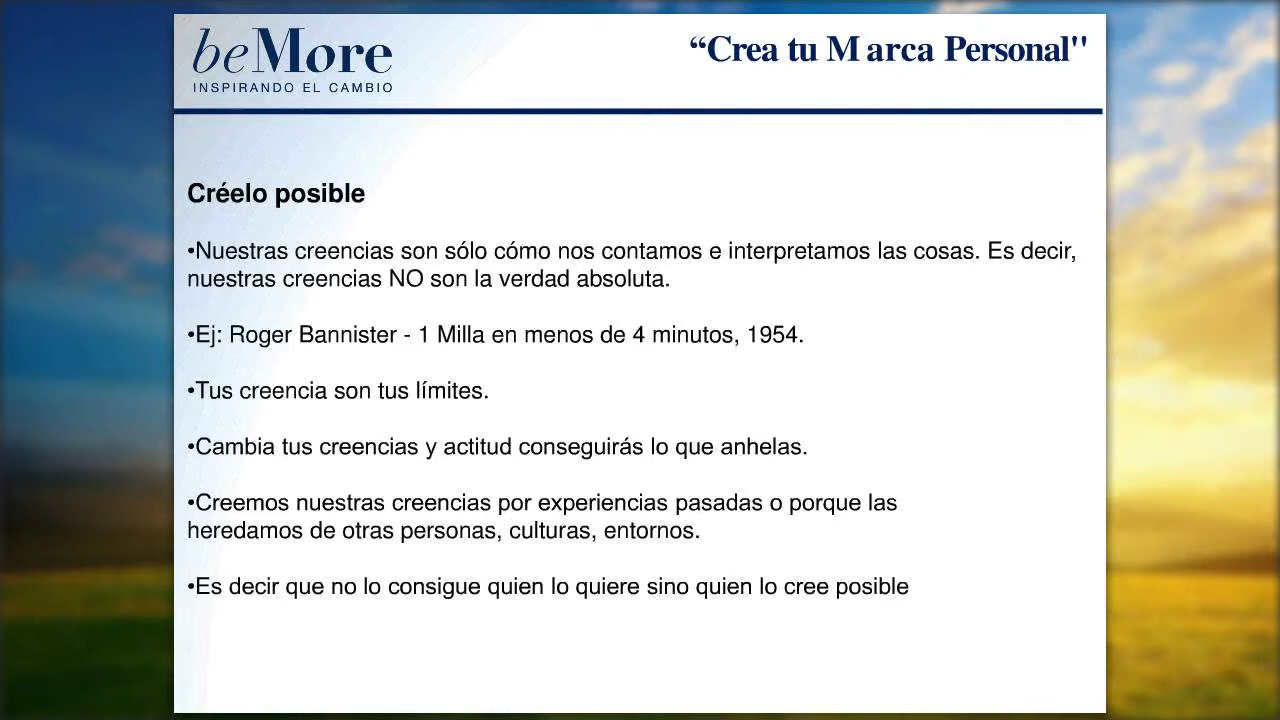 beMore
INSPIRANDO EL CAMBIO
“Crea tu Marca Personal"
Créelo posible
•Nuestras creencias son sólo cómo nos contamos e interpretamos las cosas. Es decir,
nuestras creencias NO son la verdad absoluta.
•Ej: Roger Bannister - 1 Milla en menos de 4 minutos, 1954.
•Tus creencia son tus límites.
•Cambia tus creencias y actitud conseguirás lo que anhelas.
•Creemos nuestras creencias por experiencias pasadas o porque las
heredamos de otras personas, culturas, entornos.
•Es decir que no lo consigue quien lo quiere sino quien lo cree posible